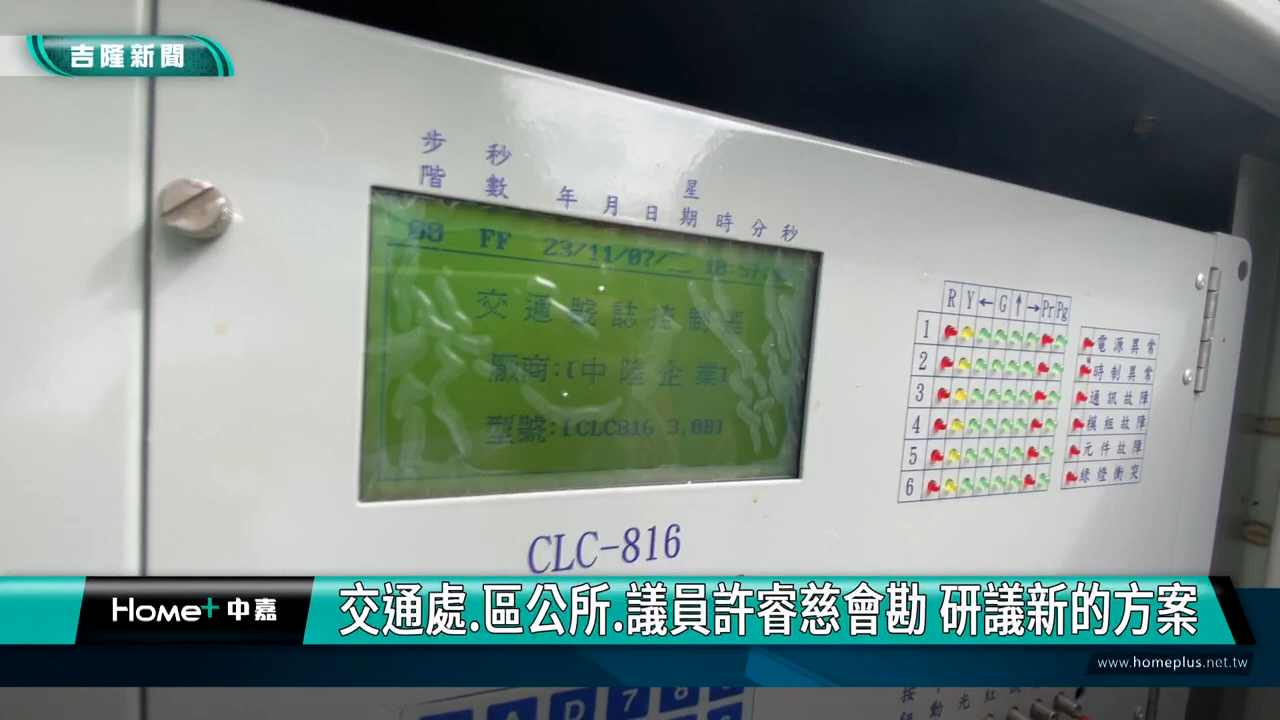 吉隆新聞
步階 秒數 年 月 日 星期 時 分 秒
00 FF 23/11/07/
交通號誌控制器
廠商:[中隆企業]
型號:[CLC816 3.0B]
CLC-816
R Y ← G ↑ → Pr Pg
1
2
3
4
5
6
電源異常
時制異常
通訊故障
模組故障
元件故障
綠燈衝突
Home+中嘉
交通處.區公所.議員許睿慈會勘 研議新的方案
www.homeplus.net.tw